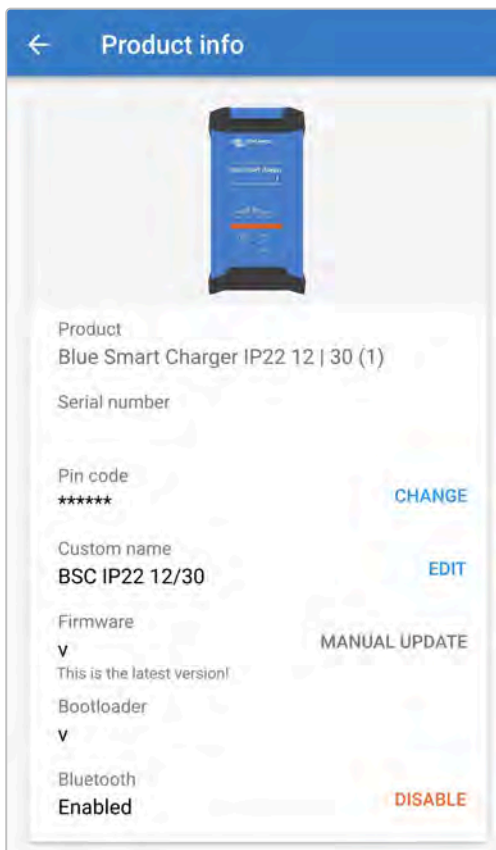 Product info
Product
Blue Smart Charger IP22 12 | 30 (1)
Serial number
Pin code
****** CHANGE
Custom name
BSC IP22 12/30 EDIT
Firmware
v MANUAL UPDATE
This is the latest version!
Bootloader
v
Bluetooth
Enabled DISABLE